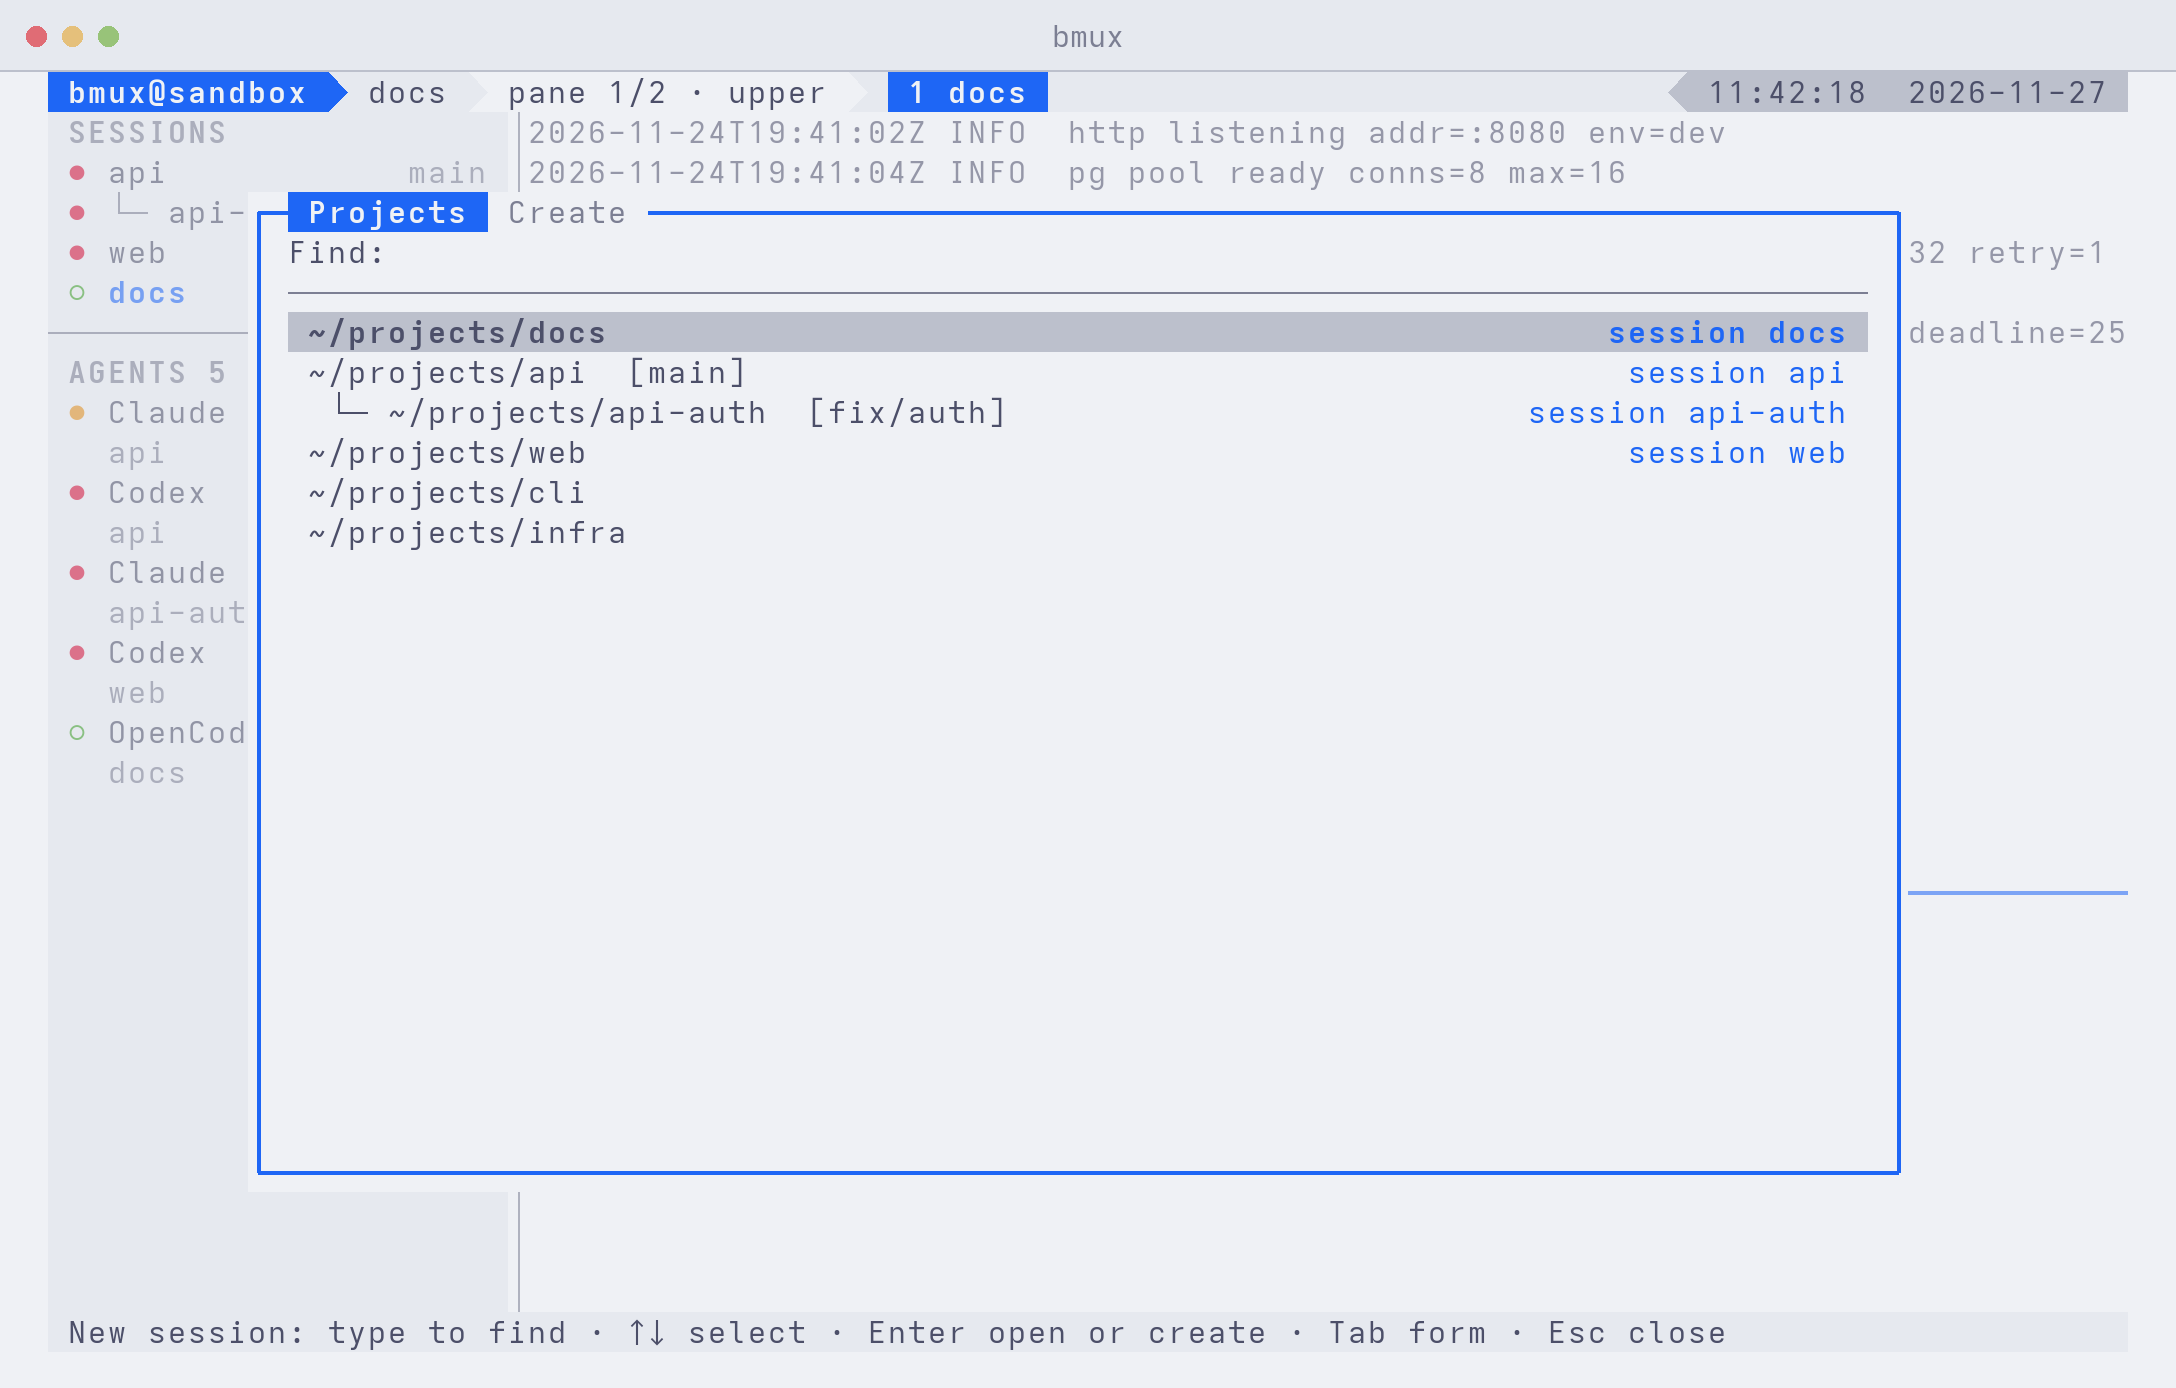 bmux
bmux@sandbox docs pane 1/2 · upper 1 docs 11:42:18 2026-11-27
SESSIONS 2026-11-24T19:41:02Z INFO http listening addr=:8080 env=dev
● api main 2026-11-24T19:41:04Z INFO pg pool ready conns=8 max=16
● └─ api- Projects Create
● web Find: 32 retry=1
○ docs
~/projects/docs session docs deadline=25
AGENTS 5 ~/projects/api [main] session api
● Claude └─ ~/projects/api-auth [fix/auth] session api-auth
api ~/projects/web session web
● Codex ~/projects/cli
api ~/projects/infra
● Claude
api-aut
● Codex
web
○ OpenCod
docs
New session: type to find · ↑↓ select · Enter open or create · Tab form · Esc close